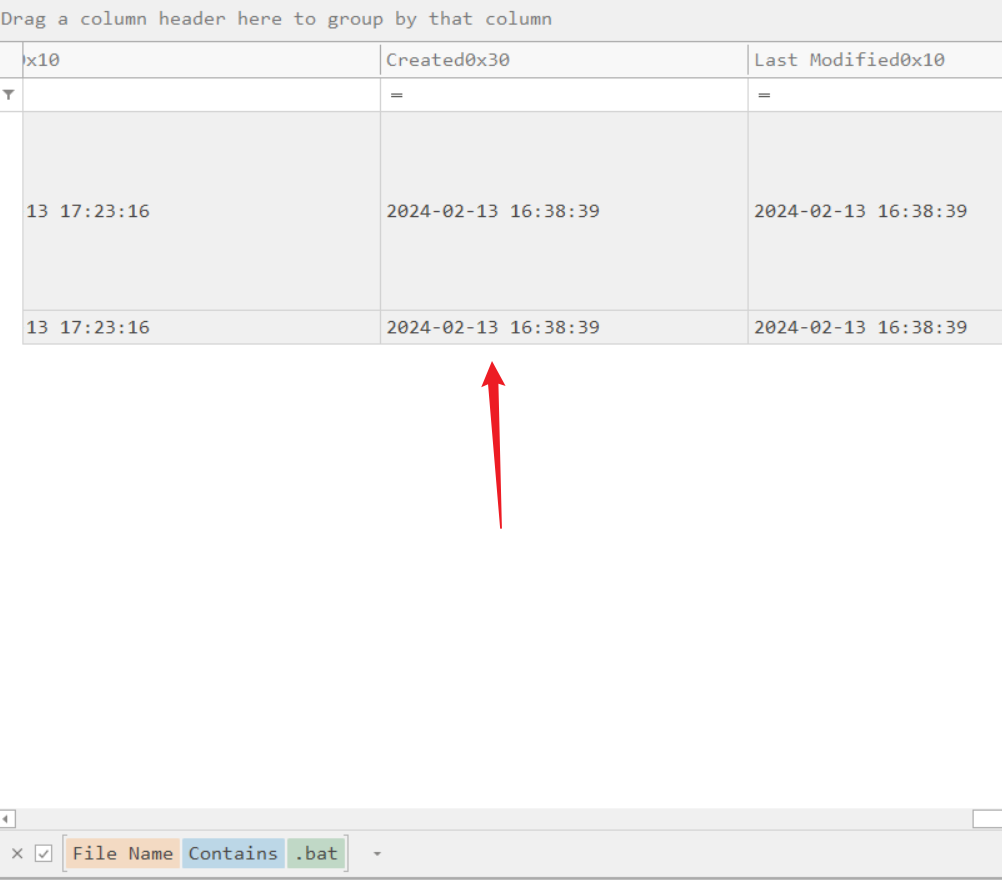 Drag a column header here to group by that column
x10 Created0x30 Last Modified0x10
= =
13 17:23:16 2024-02-13 16:38:39 2024-02-13 16:38:39
13 17:23:16 2024-02-13 16:38:39 2024-02-13 16:38:39
File Name Contains .bat